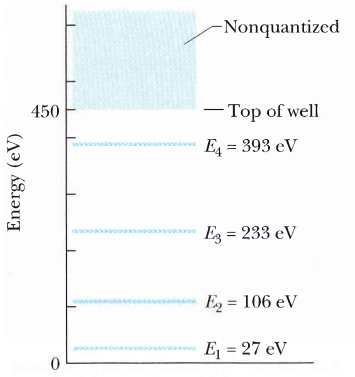 Nonquantized
450
Top of well
E₄ = 393 eV
Energy (eV)
E₃ = 233 eV
E₂ = 106 eV
E₁ = 27 eV
0